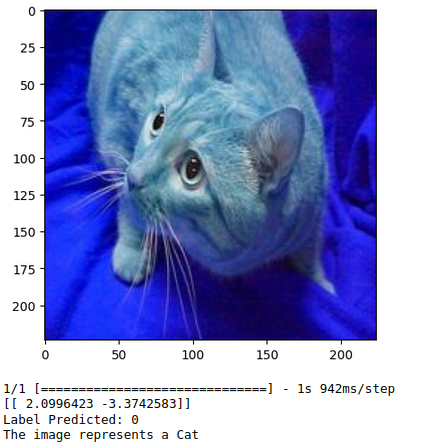 0
25
50
75
100
125
150
175
200
0 50 100 150 200
1/1 [==============================] - 1s 942ms/step
[[ 2.0996423 -3.3742583]]
Label Predicted: 0
The image represents a Cat